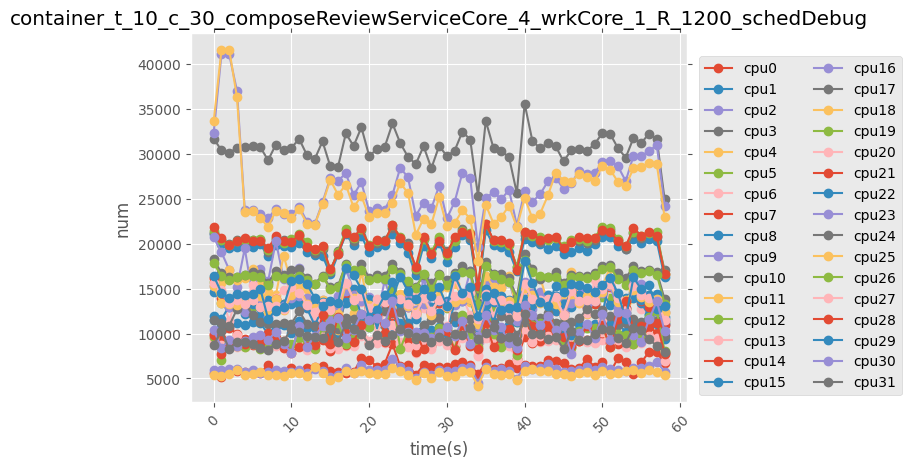 container_t_10_c_30_composeReviewServiceCore_4_wrkCore_1_R_1200_schedDebug
num
40000
35000
30000
25000
20000
15000
10000
5000
0
10
20
30
40
50
60
time(s)
cpu0
cpu1
cpu2
cpu3
cpu4
cpu5
cpu6
cpu7
cpu8
cpu9
cpu10
cpu11
cpu12
cpu13
cpu14
cpu15
cpu16
cpu17
cpu18
cpu19
cpu20
cpu21
cpu22
cpu23
cpu24
cpu25
cpu26
cpu27
cpu28
cpu29
cpu30
cpu31